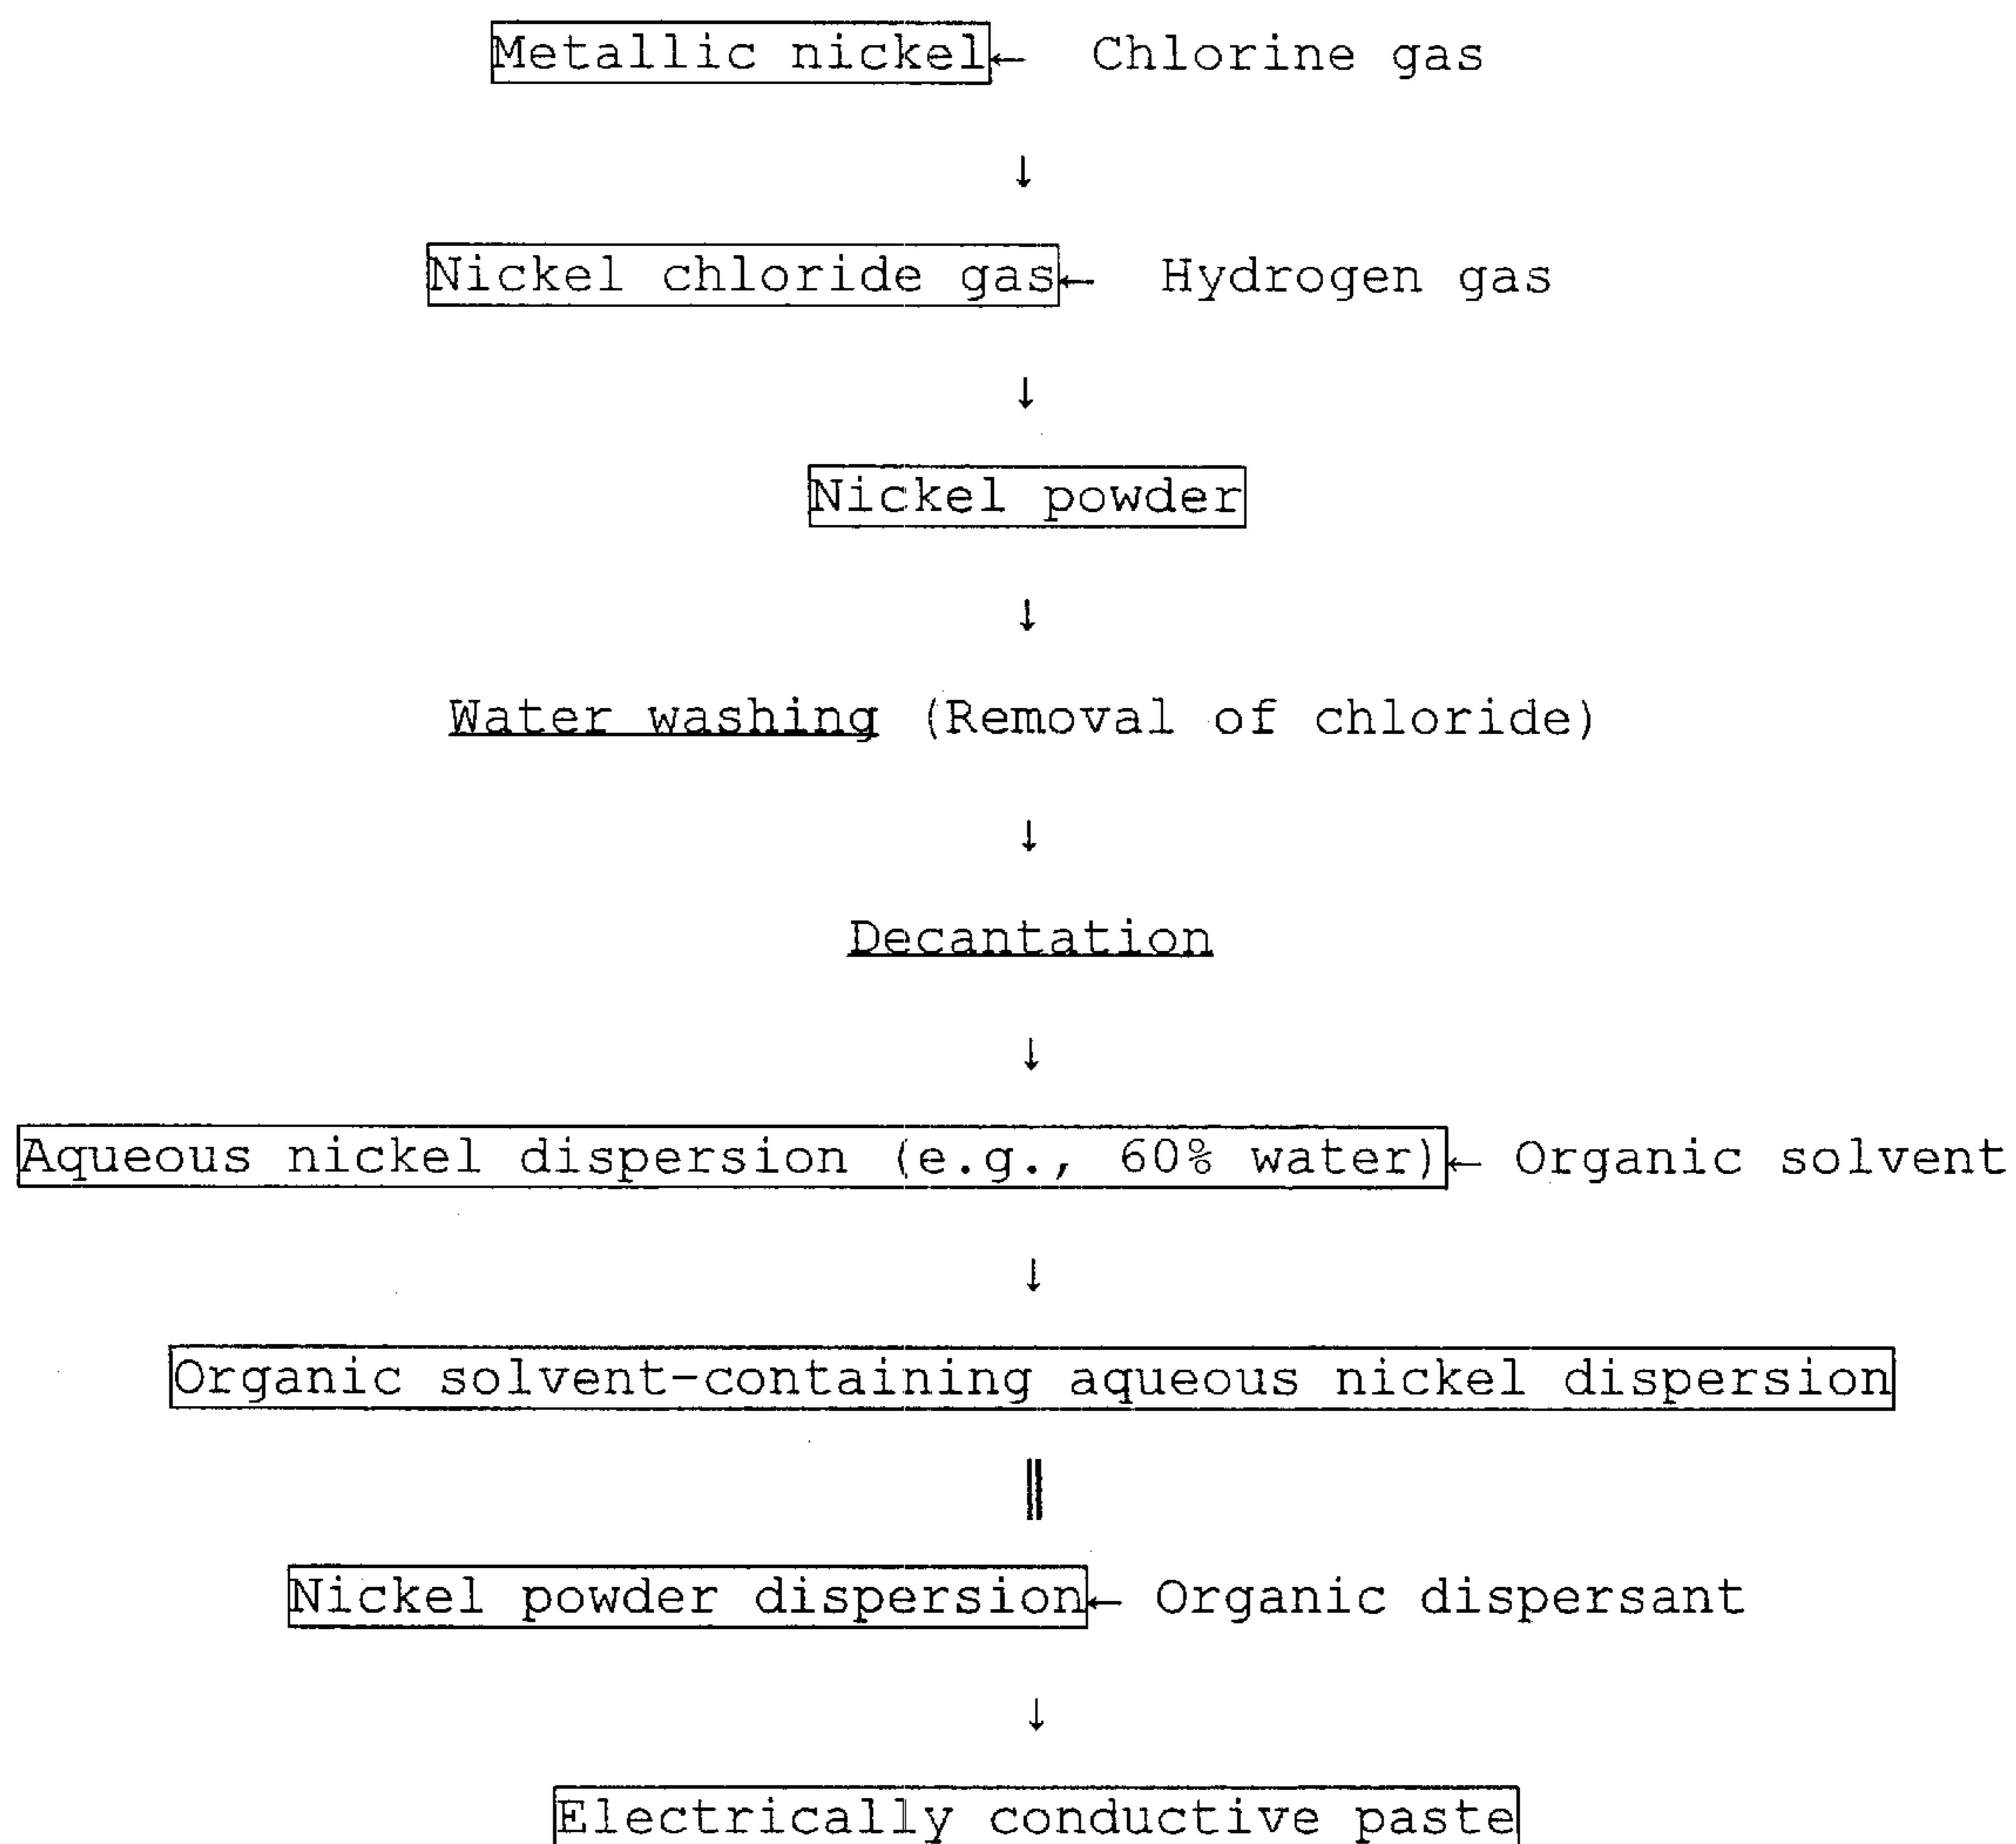 Metallic nickel← Chlorine gas
↓
Nickel chloride gas← Hydrogen gas
↓
Nickel powder
↓
Water washing (Removal of chloride)
↓
Decantation
↓
Aqueous nickel dispersion (e.g., 60% water)← Organic solvent
↓
Organic solvent-containing aqueous nickel dispersion
‖
Nickel powder dispersion← Organic dispersant
↓
Electrically conductive paste